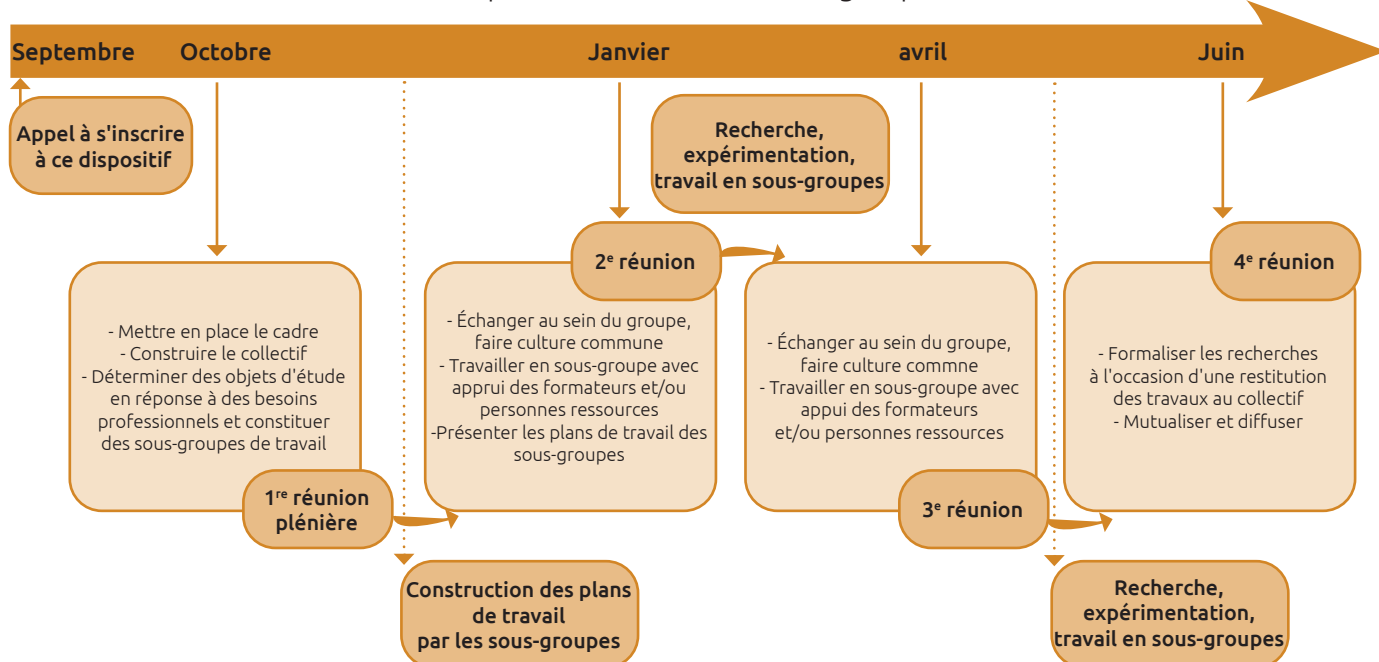 Septembre
Octobre
Janvier
avril
Juin
Appel à s'inscrire
à ce dispositif
Recherche,
expérimentation,
travail en sous-groupes
- Mettre en place le cadre
- Construire le collectif
- Déterminer des objets d'étude
en réponse à des besoins
professionnels et constituer
des sous-groupes de travail
1re réunion
plénière
Construction des plans
de travail
par les sous-groupes
2e réunion
- Échanger au sein du groupe,
faire culture commune
- Travailler en sous-groupe avec
apprui des formateurs et/ou
personnes ressources
-Présenter les plans de travail des
sous-groupes
- Échanger au sein du groupe,
faire culture commne
- Travailler en sous-groupe avec
appui des formateurs
et/ou personnes ressources
3e réunion
Recherche,
expérimentation,
travail en sous-groupes
4e réunion
- Formaliser les recherches
à l'occasion d'une restitution
des travaux au collectif
- Mutualiser et diffuser